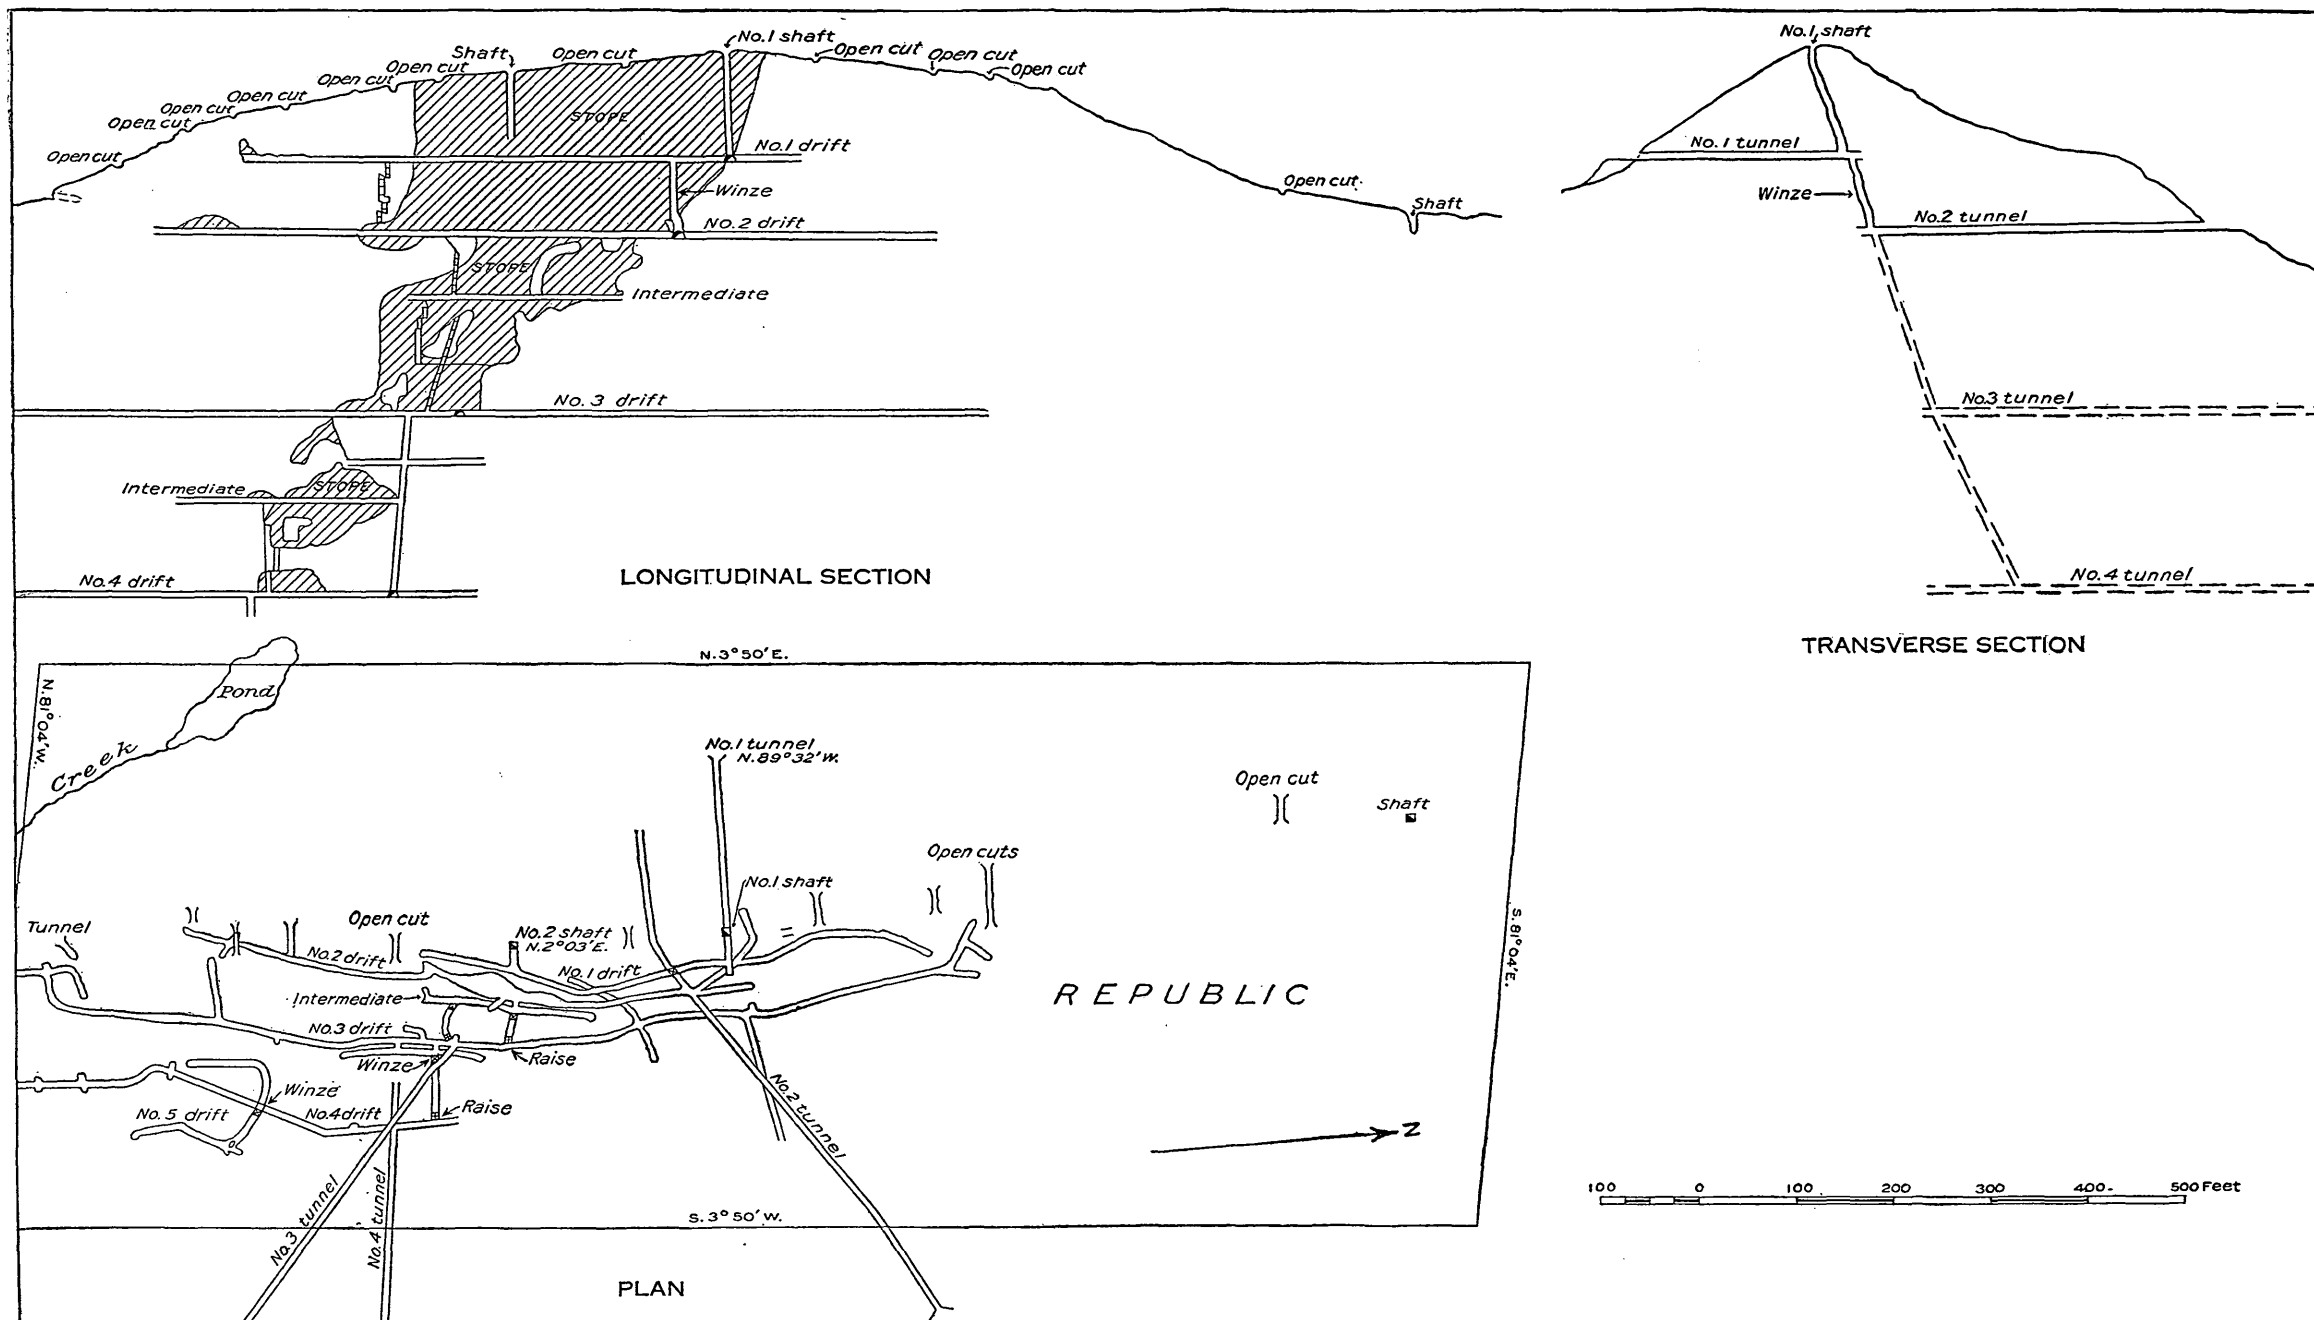 No.1 shaft
Shaft
Open cut
Open cut
Open cut
Open cut
Open cut
Open cut
Open cut
Open cut
Open cut
Open cut
Open cut
Open cut
STOPE
No.1 drift
Winze
No.2 drift
STOPE
Intermediate
Open cut.
Shaft
No. 3 drift
Intermediate
STOPE
No.4 drift
LONGITUDINAL SECTION
No.1 shaft
No.1 tunnel
Winze
No.2 tunnel
No.3 tunnel
No.4 tunnel
TRANSVERSE SECTION
N.3°50'E.
N.81°04'W.
Pond
Creek
No.1 tunnel
N.89°32'W.
Open cut
Shaft
Open cuts
No.1 shaft
Tunnel
Open cut
No.2 shaft
N.2°03'E.
No.2 drift
No.1 drift
Intermediate
REPUBLIC
S.81°04'E.
No.3 drift
Winze
Raise
Winze
No.5 drift
No.4 drift
Raise
No.2 tunnel
N
No.3 tunnel
No.4 tunnel
S.3°50'W.
PLAN
100 0 100 200 300 400 500 Feet